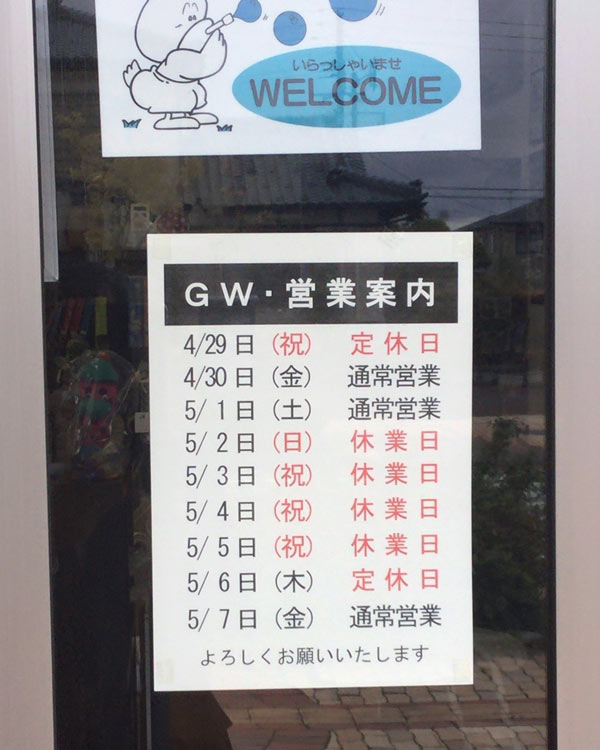 いらっしゃいませ
WELCOME
GW・営業案内
4/29日（祝） 定休日
4/30日（金） 通常営業
5/ 1日（土） 通常営業
5/ 2日（日） 休業日
5/ 3日（祝） 休業日
5/ 4日（祝） 休業日
5/ 5日（祝） 休業日
5/ 6日（木） 定休日
5/ 7日（金） 通常営業
よろしくお願いいたします